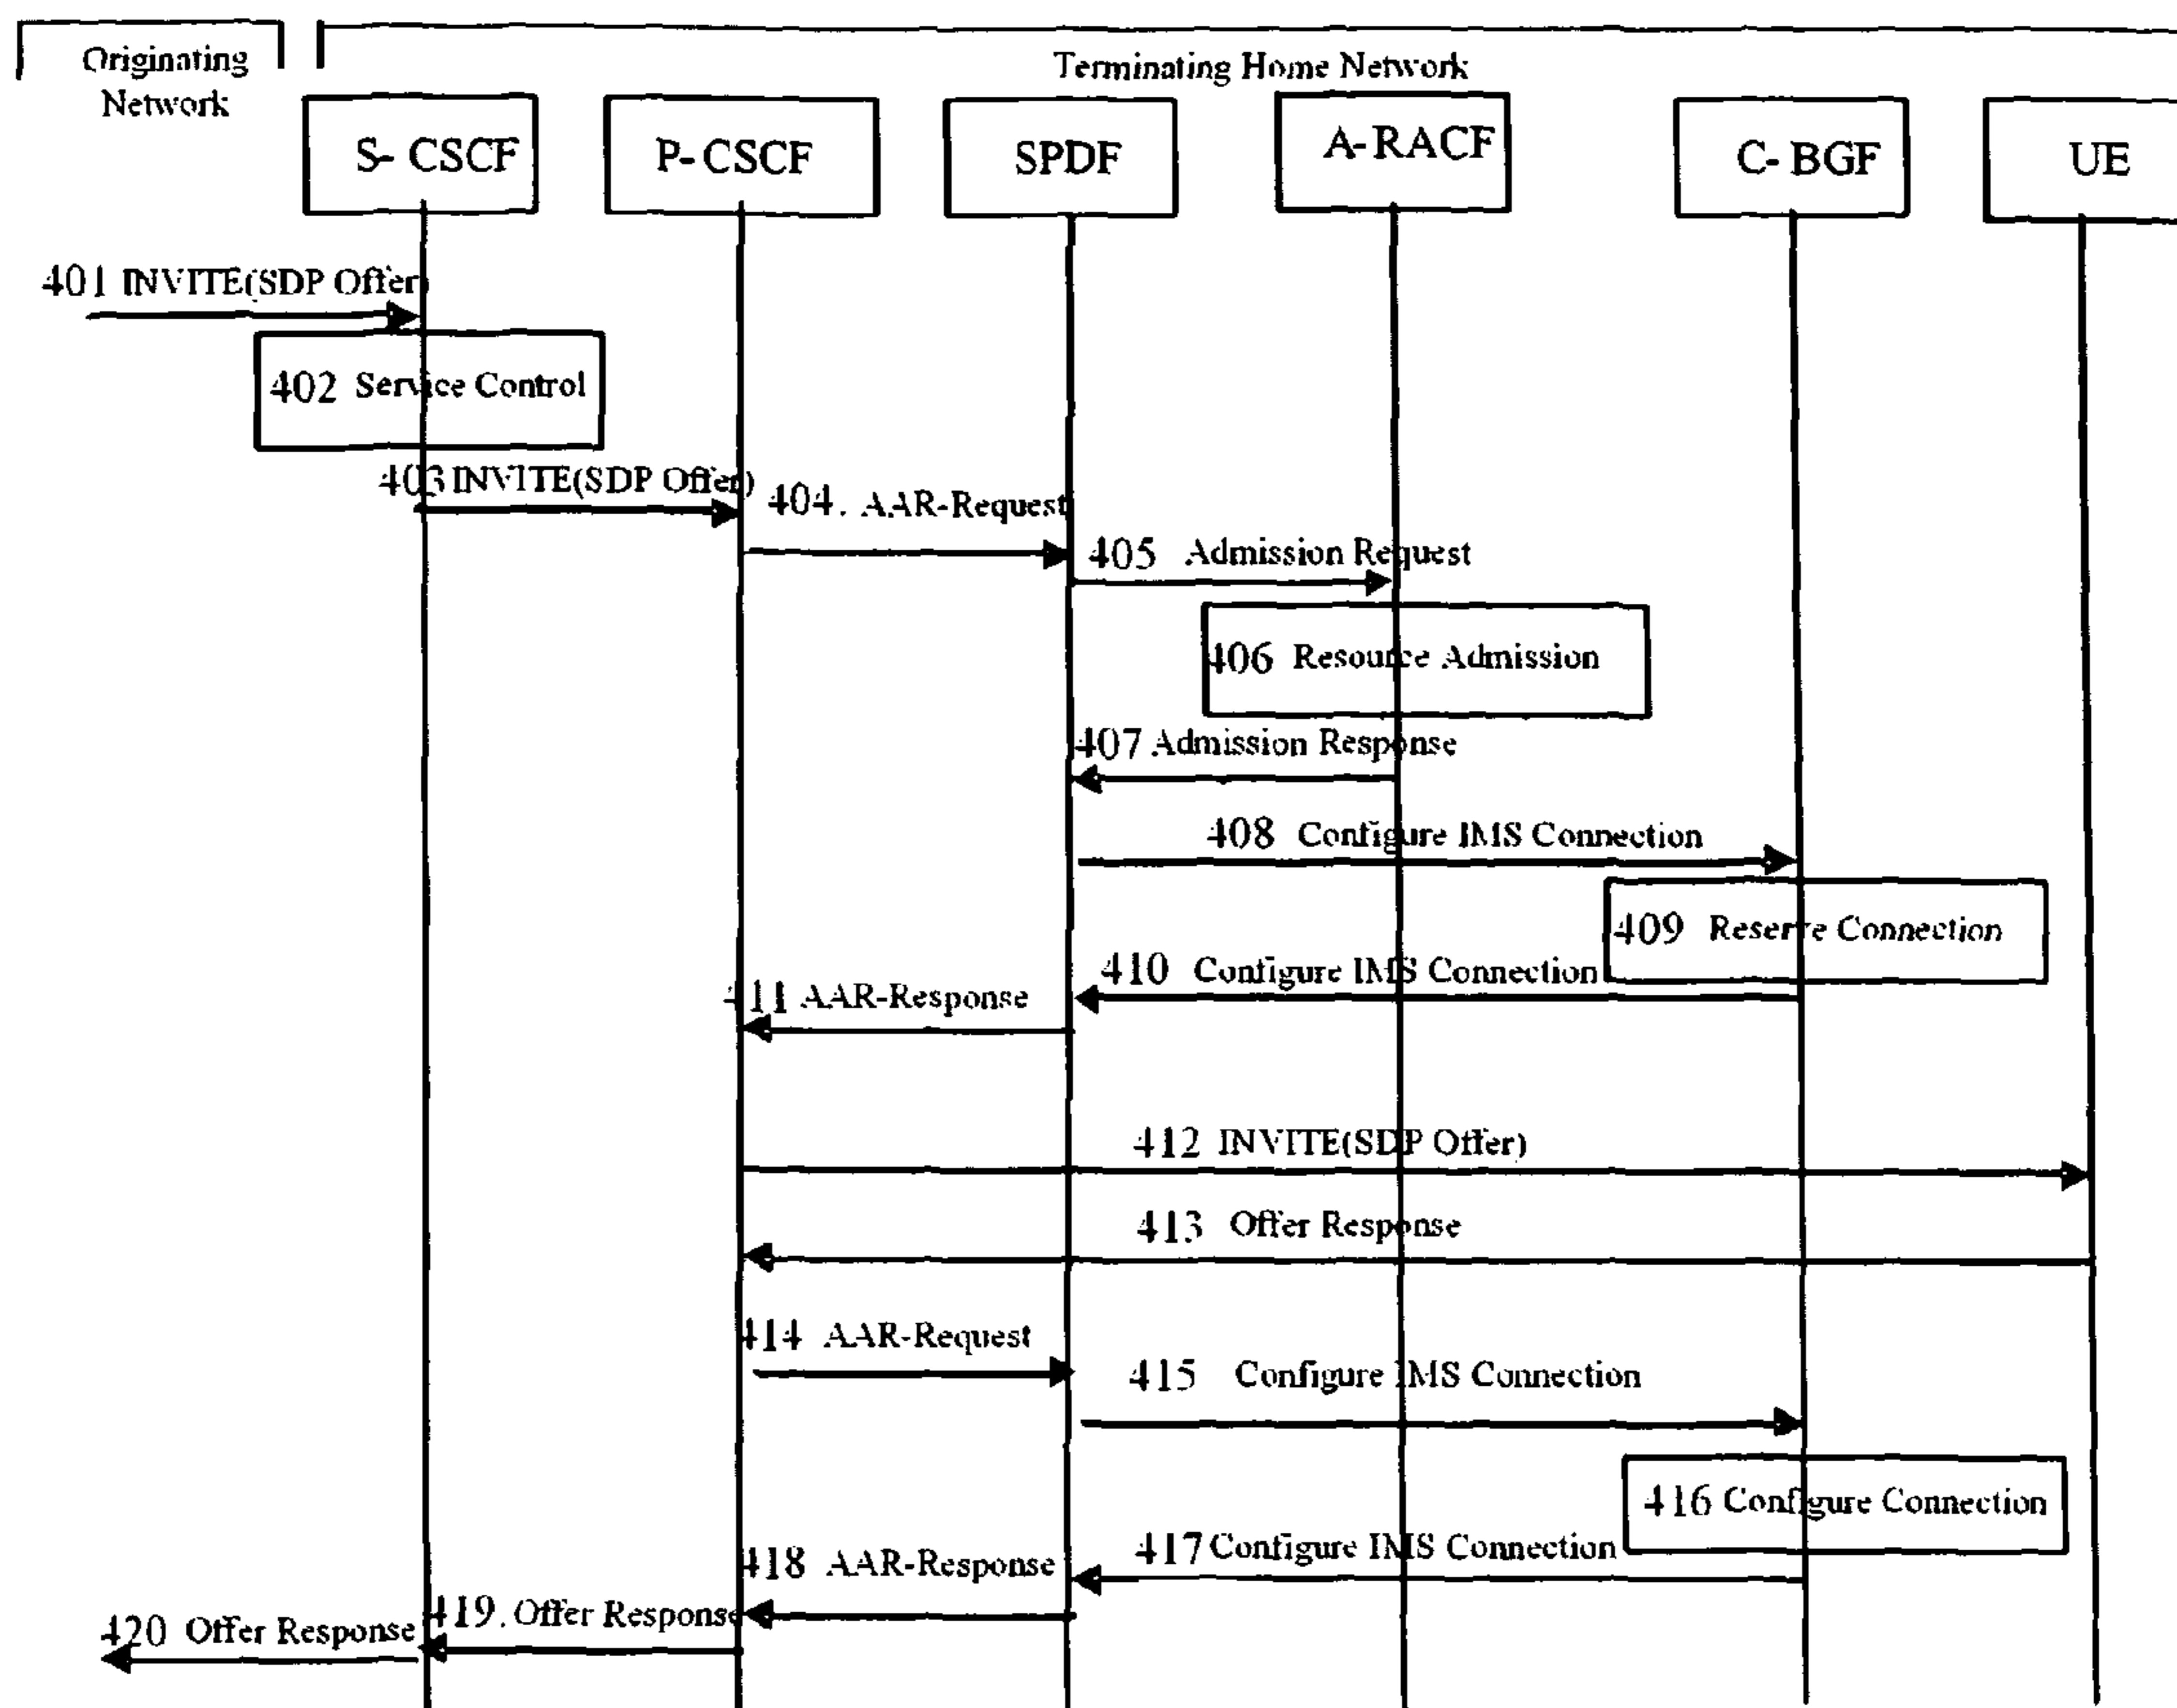 Originating
Network
Terminating Home Network
S- CSCF
P- CSCF
SPDF
A- RACF
C- BGF
UE
401 INVITE(SDP Offer)
402 Service Control
403 INVITE(SDP Offer)
404. AAR-Request
405 Admission Request
406 Resource Admission
407 Admission Response
408 Configure IMS Connection
409 Reserve Connection
410 Configure IMS Connection
411 AAR-Response
412 INVITE(SDP Offer)
413 Offer Response
414 AAR-Request
415 Configure IMS Connection
416 Configure Connection
417 Configure IMS Connection
418 AAR-Response
419. Offer Response
420 Offer Response